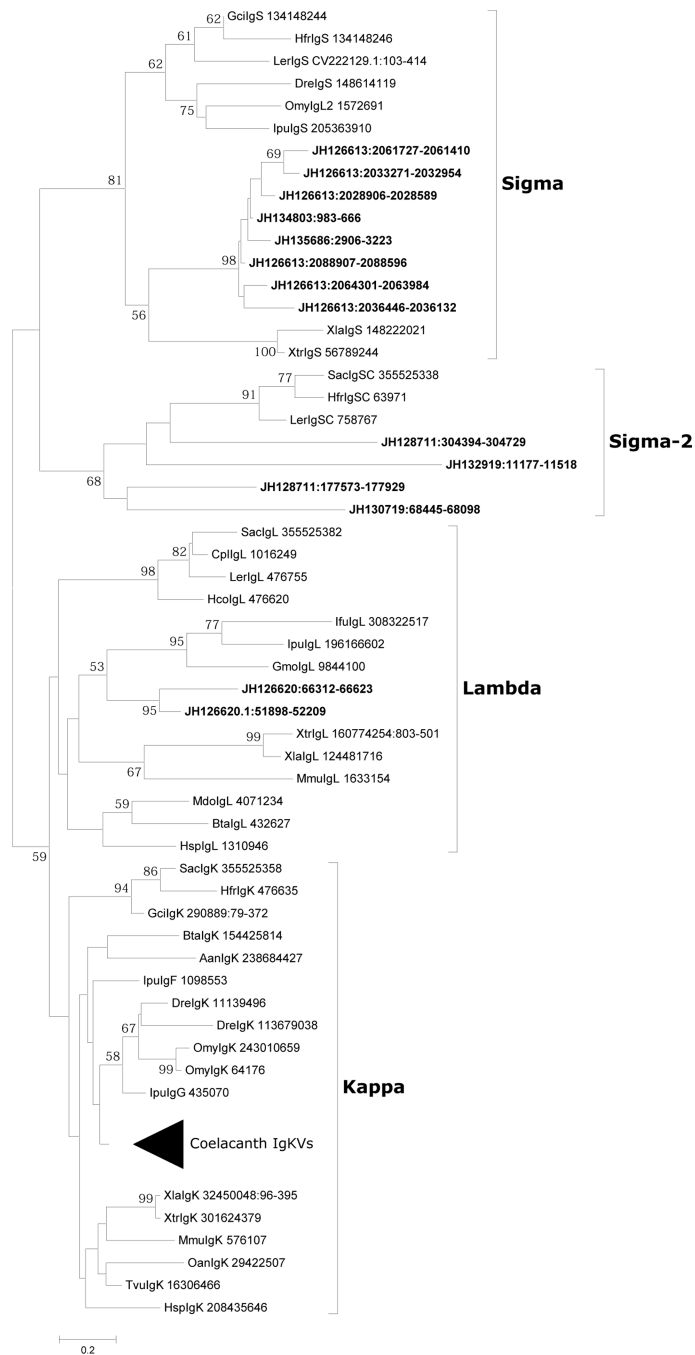 62
GciIgS 134148244
61
HfrIgS 134148246
62
LerIgS CV222129.1:103-414
DreIgS 148614119
75
OmyIgL2 1572691
IpuIgS 205363910
69
JH126613:2061727-2061410
JH126613:2033271-2032954
81
Sigma
JH126613:2028906-2028589
JH134803:983-666
JH135686:2906-3223
98
JH126613:2088907-2088596
JH126613:2064301-2063984
JH126613:2036446-2036132
56
XlaIgS 148222021
100
XtrIgS 56789244
77
SacIgSC 355525338
91
HfrIgSC 63971
LerIgSC 758767
Sigma-2
JH128711:304394-304729
JH132919:11177-11518
68
JH128711:177573-177929
JH130719:68445-68098
SacIgL 355525382
82
CplIgL 1016249
98
LerIgL 476755
HcoIgL 476620
77
IfuIgL 308322517
95
IpuIgL 196166602
53
GmoIgL 9844100
Lambda
JH126620:66312-66623
95
JH126620.1:51898-52209
99
XtrIgL 160774254:803-501
XlaIgL 124481716
67
MmuIgL 1633154
59
MdoIgL 4071234
BtaIgL 432627
59
HspIgL 1310946
86
SacIgK 355525358
94
HfrIgK 476635
GciIgK 290889:79-372
BtaIgK 154425814
AanIgK 238684427
IpuIgF 1098553
DreIgK 11139496
67
DreIgK 113679038
58
OmyIgK 243010659
99
OmyIgK 64176
Kappa
IpuIgG 435070
Coelacanth IgKVs
99
XlaIgK 32450048:96-395
XtrIgK 301624379
MmuIgK 576107
OanIgK 29422507
TvuIgK 16306466
HspIgK 208435646
0.2